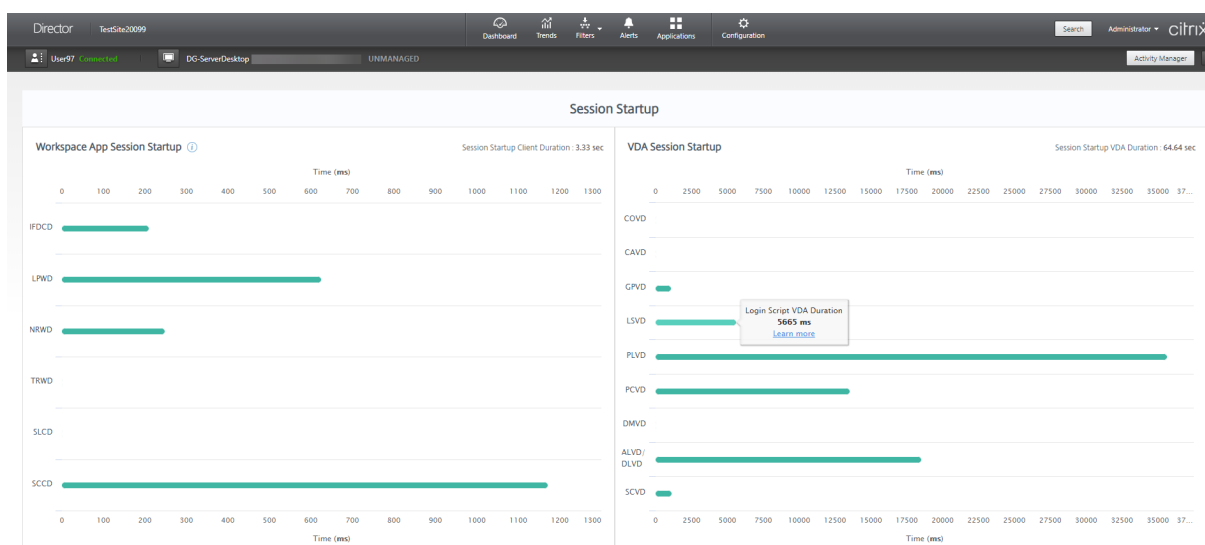 Director TestSite20099 Dashboard Trends Filters Alerts Applications Configuration Search Administrator citrix
User97 Connected DG-ServerDesktop UNMANAGED Activity Manager
Session Startup
Workspace App Session Startup Session Startup Client Duration : 3.33 sec
Time (ms)
0 100 200 300 400 500 600 700 800 900 1000 1100 1200 1300
IFDCD
LPWD
NRWD
TRWD
SLCD
SCCD
0 100 200 300 400 500 600 700 800 900 1000 1100 1200 1300
Time (ms)
VDA Session Startup Session Startup VDA Duration : 64.64 sec
Time (ms)
0 2500 5000 7500 10000 12500 15000 17500 20000 22500 25000 27500 30000 32500 35000 37...
COVD
CAVD
GPVD
LSVD
Login Script VDA Duration
5665 ms
Learn more
PLVD
PCVD
DMVD
ALVD/
DLVD
SCVD
0 2500 5000 7500 10000 12500 15000 17500 20000 22500 25000 27500 30000 32500 35000 37...
Time (ms)